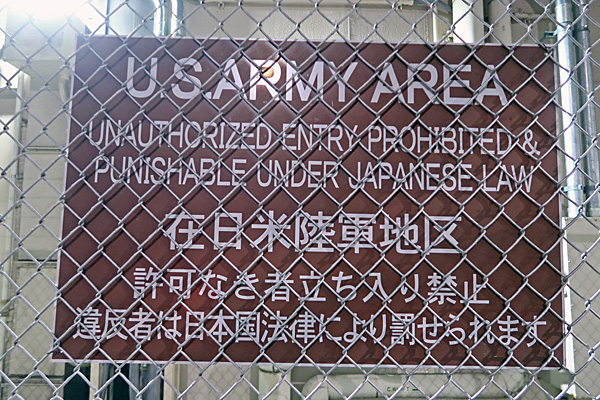 U.S.ARMY AREA
UNAUTHORIZED ENTRY PROHIBITED &
PUNISHABLE UNDER JAPANESE LAW
在日米陸軍地区
許可なき者立ち入り禁止
違反者は日本国法律により罰せられます